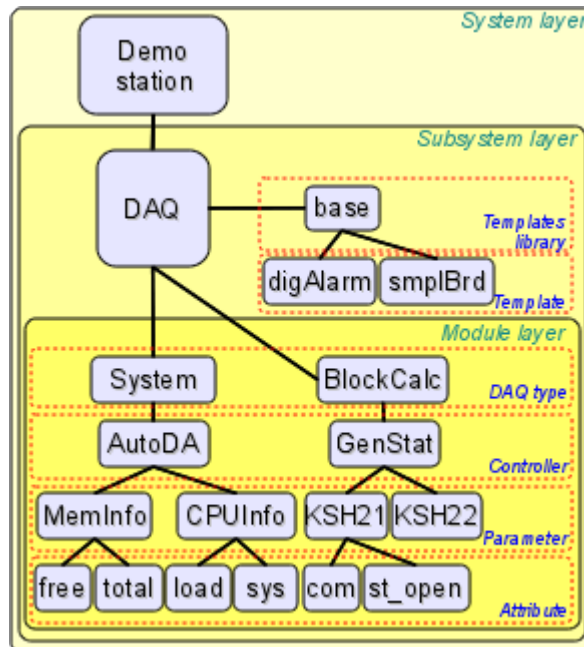 System layer
Demo
station
Subsystem layer
DAQ
base
Templates
library
digAlarm smplBrd
Template
Module layer
System BlockCalc
DAQ type
AutoDA GenStat
Controller
MemInfo CPUInfo KSH21 KSH22
Parameter
free total load sys com st_open
Attribute